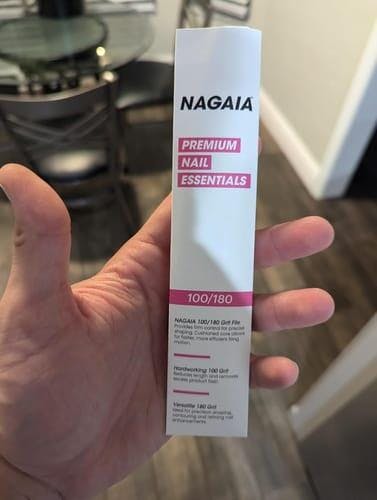 NAGAIA
PREMIUM
NAIL
ESSENTIALS
100/180
NAGAIA 100/180 Grit File
Provides firm control for precise
shaping. Cushioned core allows
for faster, more efficient filing
motion.
Hardworking 100 Grit
Reduces length and removes
excess product fast.
Versatile 180 Grit
Ideal for precision shaping,
contouring and refining nail
enhancements.